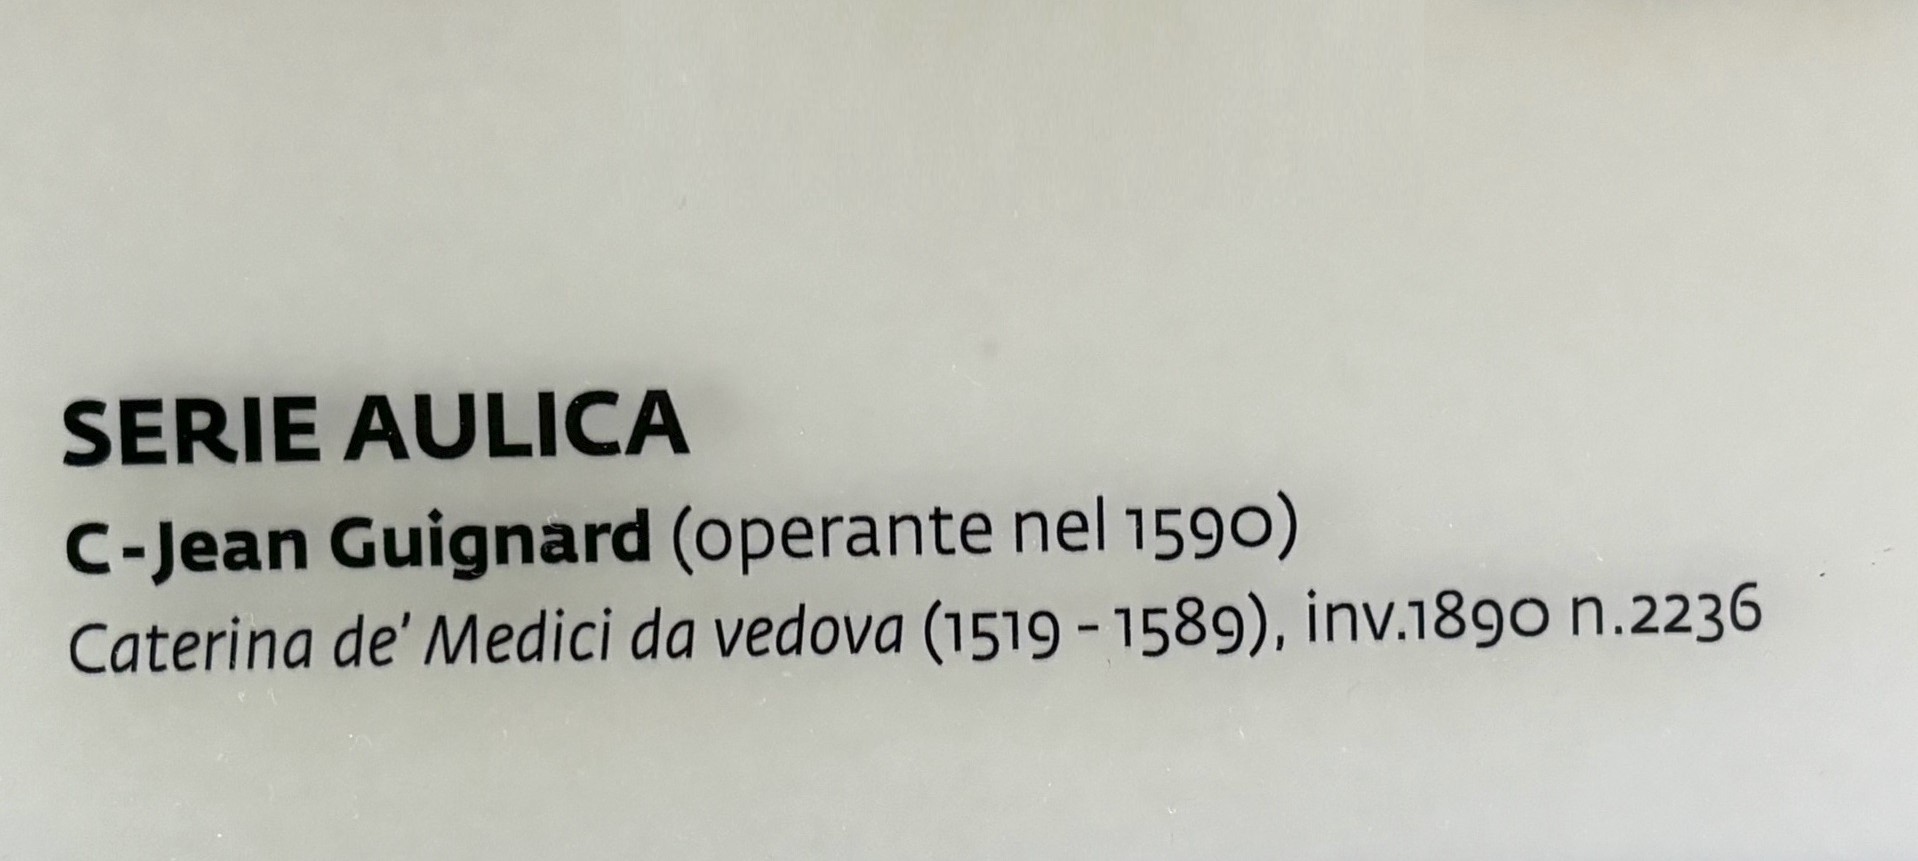 SERIE AULICA
C-Jean Guignard (operante nel 1590)
Caterina de' Medici da vedova (1519 - 1589), inv.1890 n.2236